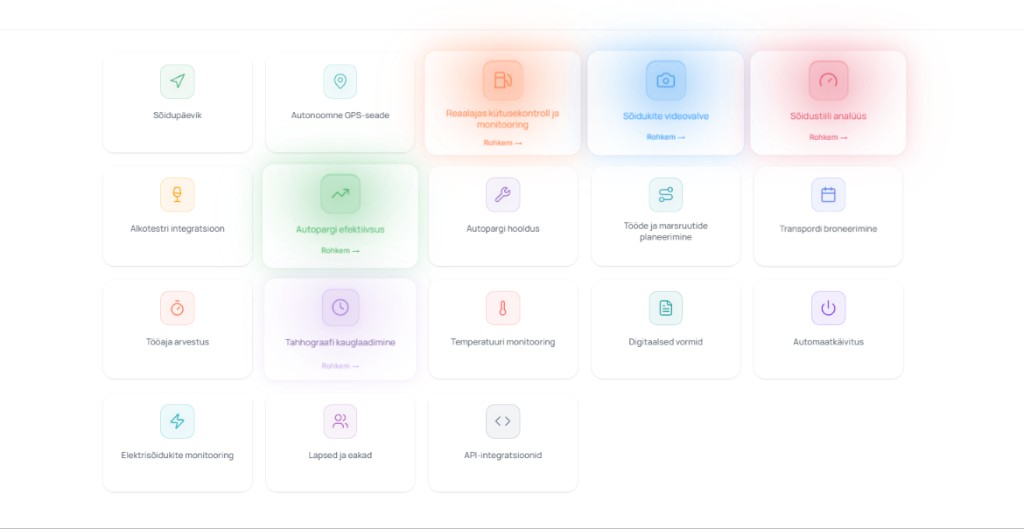 Sõidupäevik
Autonoomne GPS-seade
Reaalajas kütusekontroll ja
monitooring
Rohkem →
Sõidukite videovalve
Rohkem →
Sõidustiili analüüs
Rohkem →
Alkotestri integratsioon
Autopargi efektiivsus
Rohkem →
Autopargi hooldus
Tööde ja marsruutide
planeerimine
Transpordi broneerimine
Tööaja arvestus
Tahhograafi kauglaadimine
Rohkem →
Temperatuuri monitooring
Digitaalsed vormid
Automaatkäivitus
Elektrisõidukite monitooring
Lapsed ja eakad
API-integratsioonid